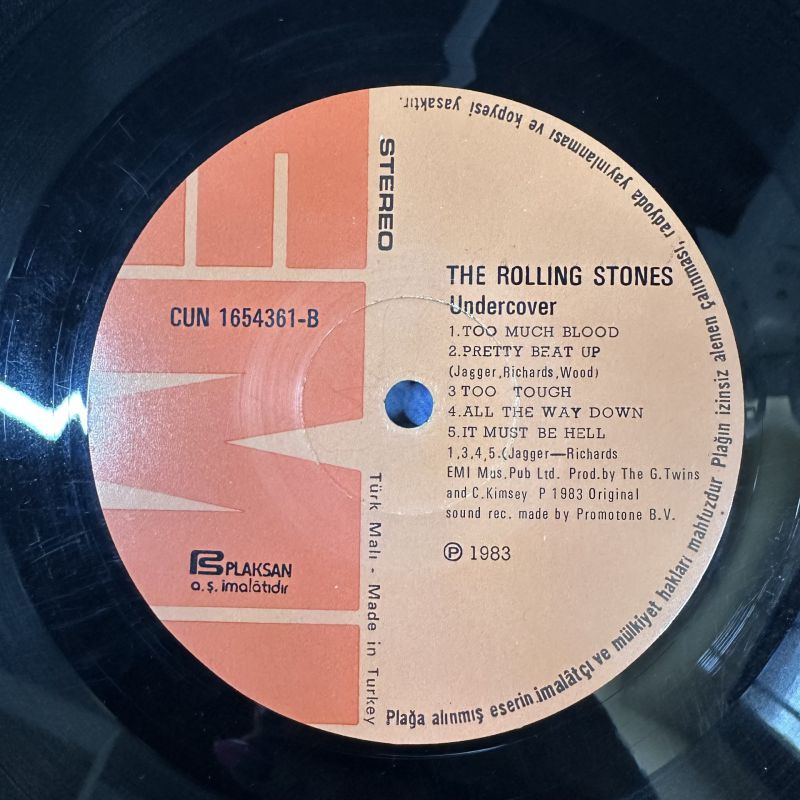 STEREO
EMI
CUN 1654361-B
THE ROLLING STONES
Undercover
1.TOO MUCH BLOOD
2.PRETTY BEAT UP
(Jagger,Richards,Wood)
3 TOO TOUGH
4.ALL THE WAY DOWN
5.IT MUST BE HELL
1,3,4,5.(Jagger—Richards
EMI Mus.Pub Ltd. Prod.by The G.Twins
and C.Kimsey P 1983 Original
sound rec. made by Promotone B.V.
℗ 1983
PLAKSAN
a.ş. imalâtıdır
Türk Malı - Made in Turkey
Plağa alınmış eserin.imalâtçı ve mülkiyet hakları mahfuzdur Plağın izinsiz alenen çalınması, radyoda yayınlanması ve kopyesi yasaktır.